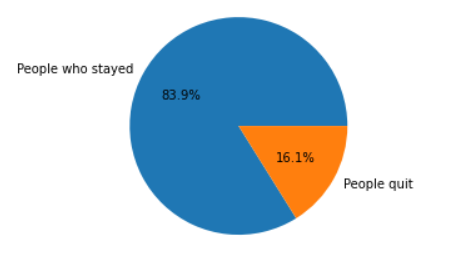 People who stayed
83.9%
16.1%
People quit